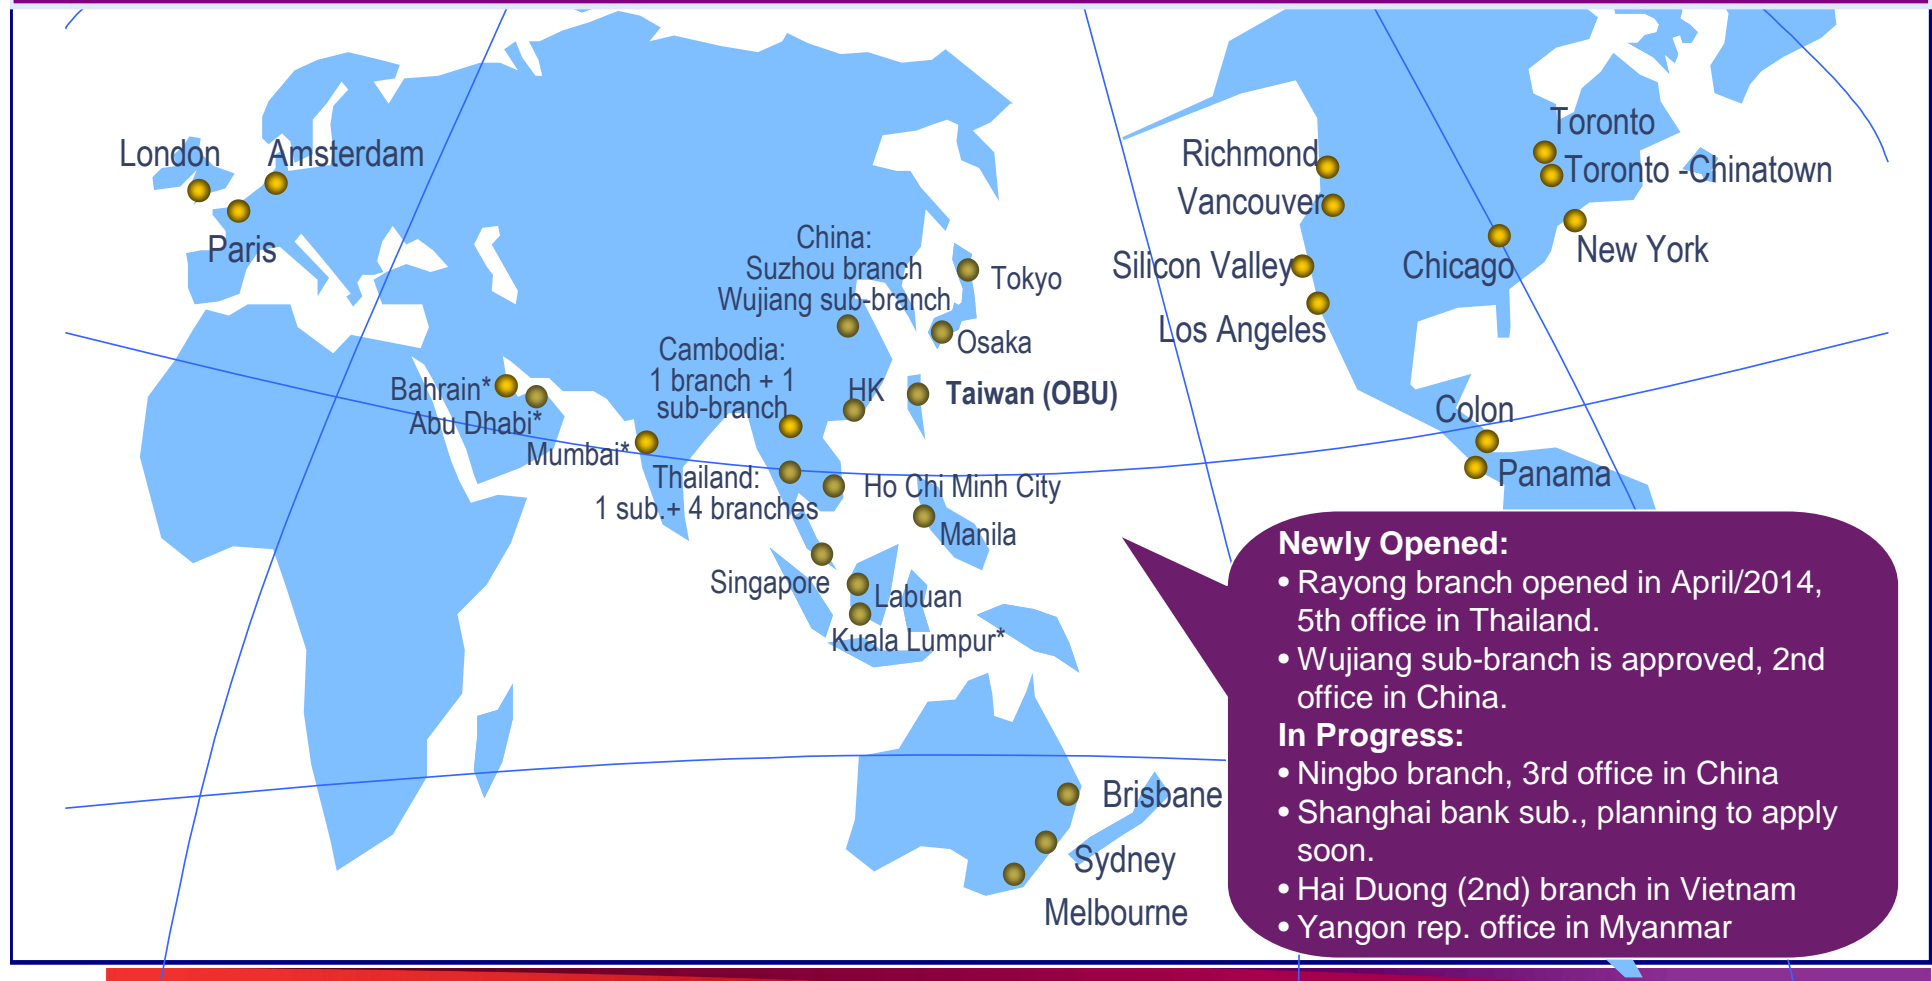 London
Amsterdam
Paris
China:
Suzhou branch
Wujiang sub-branch
Tokyo
Osaka
Cambodia:
1 branch + 1
sub-branch
HK
Taiwan (OBU)
Bahrain*
Abu Dhabi*
Mumbai*
Thailand:
1 sub.+ 4 branches
Ho Chi Minh City
Manila
Singapore
Labuan
Kuala Lumpur*
Brisbane
Sydney
Melbourne
Richmond
Vancouver
Silicon Valley
Los Angeles
Toronto
Toronto -Chinatown
New York
Chicago
Colon
Panama
Newly Opened:
• Rayong branch opened in April/2014,
5th office in Thailand.
• Wujiang sub-branch is approved, 2nd
office in China.
In Progress:
• Ningbo branch, 3rd office in China
• Shanghai bank sub., planning to apply
soon.
• Hai Duong (2nd) branch in Vietnam
• Yangon rep. office in Myanmar